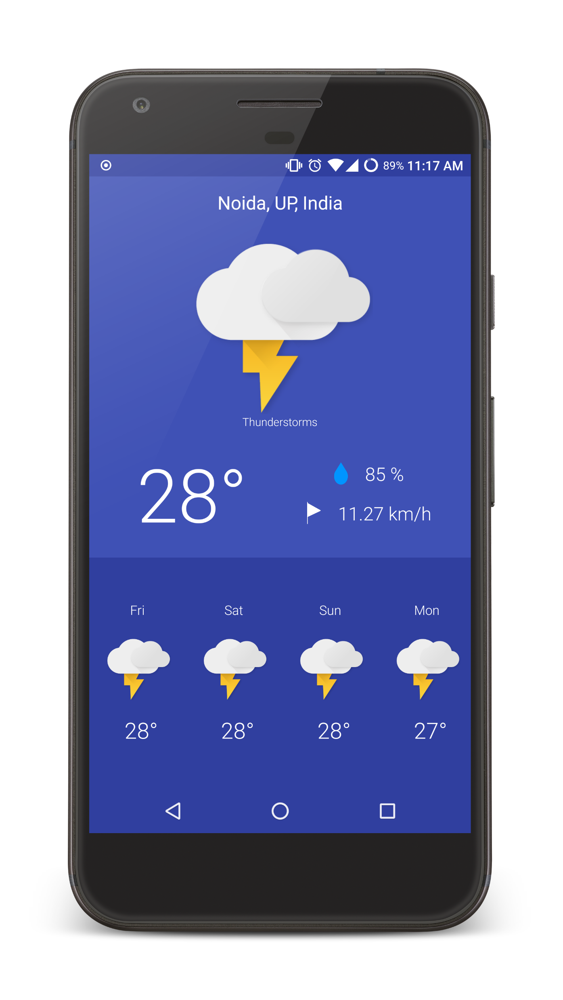 89% 11:17 AM
Noida, UP, India
Thunderstorms
28°
85 %
11.27 km/h
Fri Sat Sun Mon
28° 28° 28° 27°